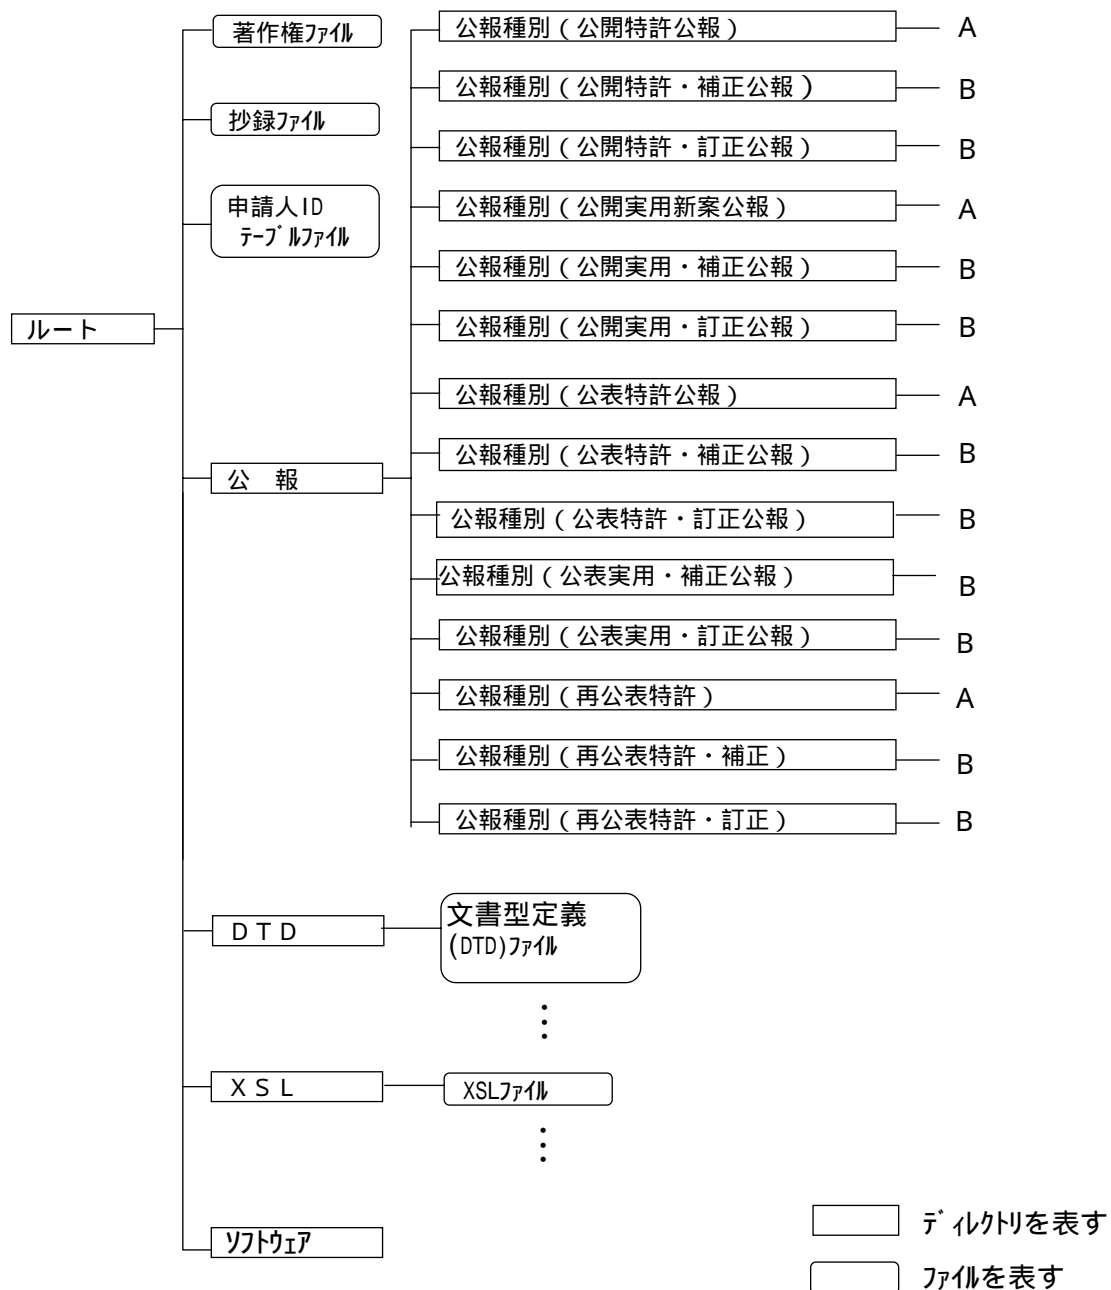 ルート
著作権ファイル
抄録ファイル
申請人ID
テーブルファイル
公　報
公報種別（公開特許公報） A
公報種別（公開特許・補正公報） B
公報種別（公開特許・訂正公報） B
公報種別（公開実用新案公報） A
公報種別（公開実用・補正公報） B
公報種別（公開実用・訂正公報） B
公報種別（公表特許公報） A
公報種別（公表特許・補正公報） B
公報種別（公表特許・訂正公報） B
公報種別（公表実用・補正公報） B
公報種別（公表実用・訂正公報） B
公報種別（再公表特許） A
公報種別（再公表特許・補正） B
公報種別（再公表特許・訂正） B
ＤＴＤ
文書型定義
(DTD)ファイル
ＸＳＬ
XSLファイル
ソフトウェア
ディレクトリを表す
ファイルを表す